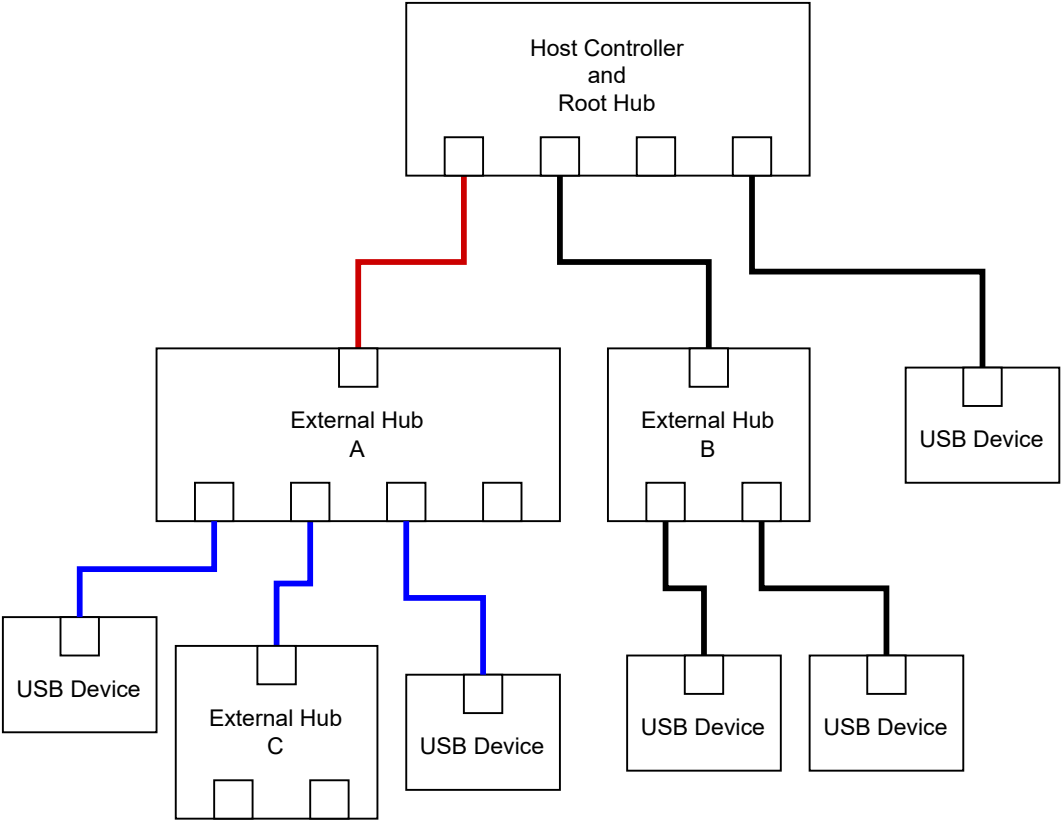 Host Controller
and
Root Hub
External Hub
A
External Hub
B
USB Device
USB Device
External Hub
C
USB Device
USB Device
USB Device